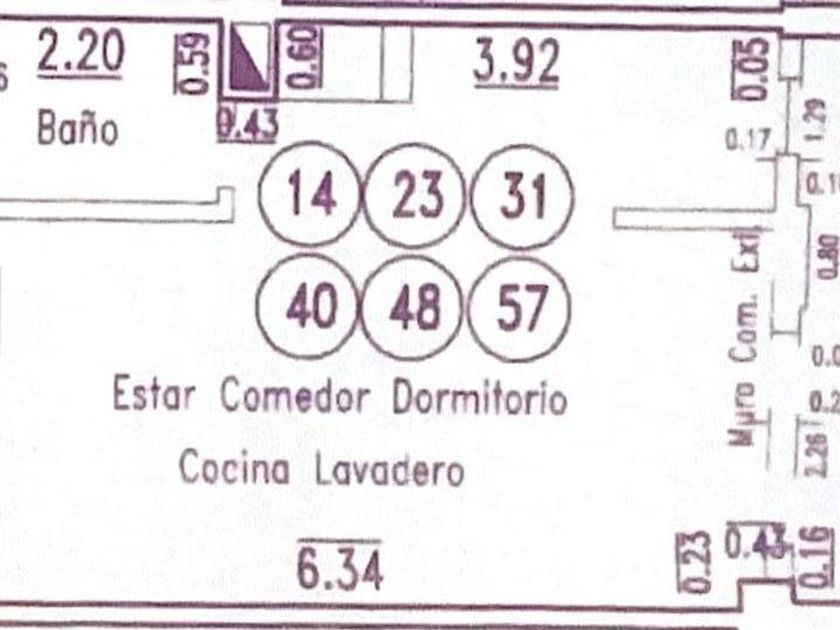 2.20
0.59
0.60
3.92
0.05
1.29
Baño
0.43
0.17
14 23 31
0.80
40 48 57
Muro Com. Ext.
Estar Comedor Dormitorio
Cocina Lavadero
2.26
6.34
0.23
0.43
0.16